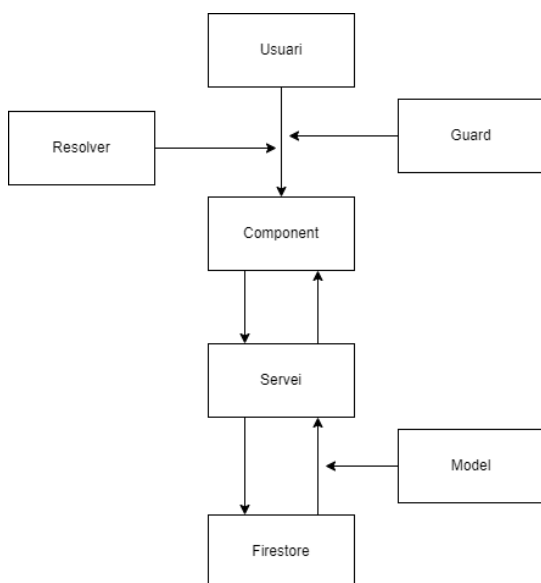 Usuari
Resolver
Guard
Component
Servei
Model
Firestore